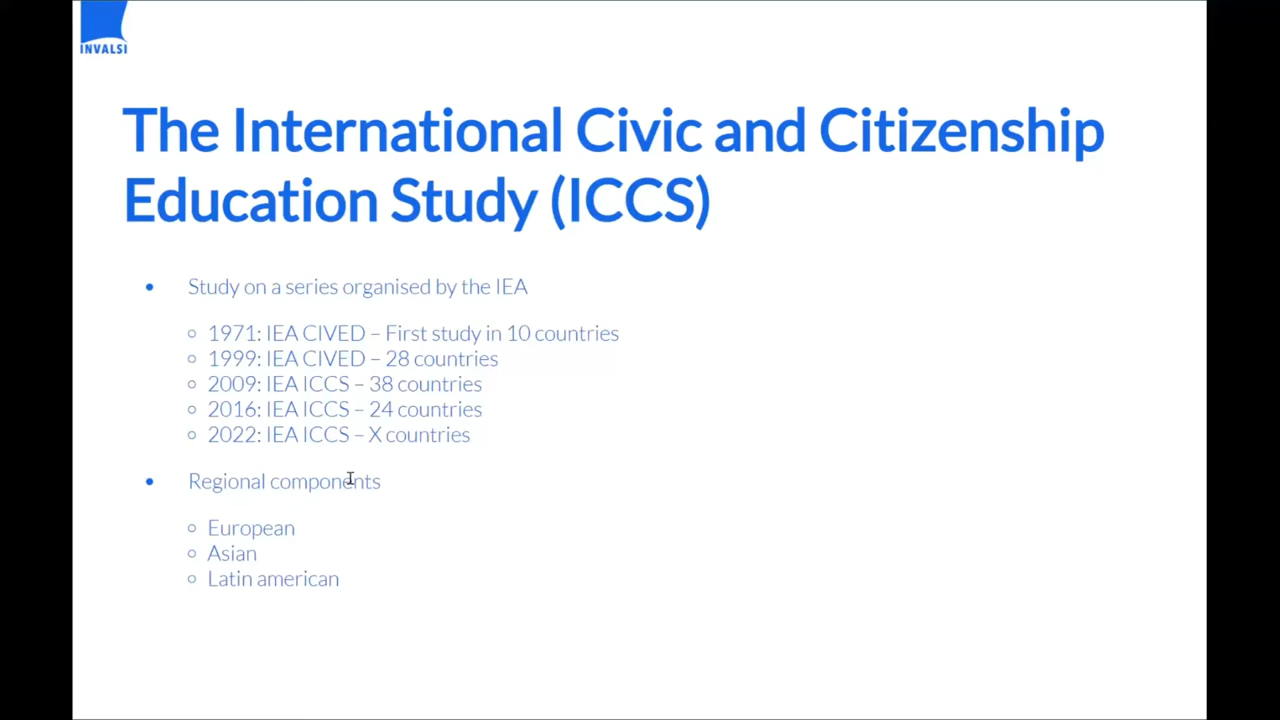 INVALSI
The International Civic and Citizenship
Education Study (ICCS)
• Study on a series organised by the IEA
○ 1971: IEA CIVED – First study in 10 countries
○ 1999: IEA CIVED – 28 countries
○ 2009: IEA ICCS – 38 countries
○ 2016: IEA ICCS – 24 countries
○ 2022: IEA ICCS – X countries
• Regional components
○ European
○ Asian
○ Latin american